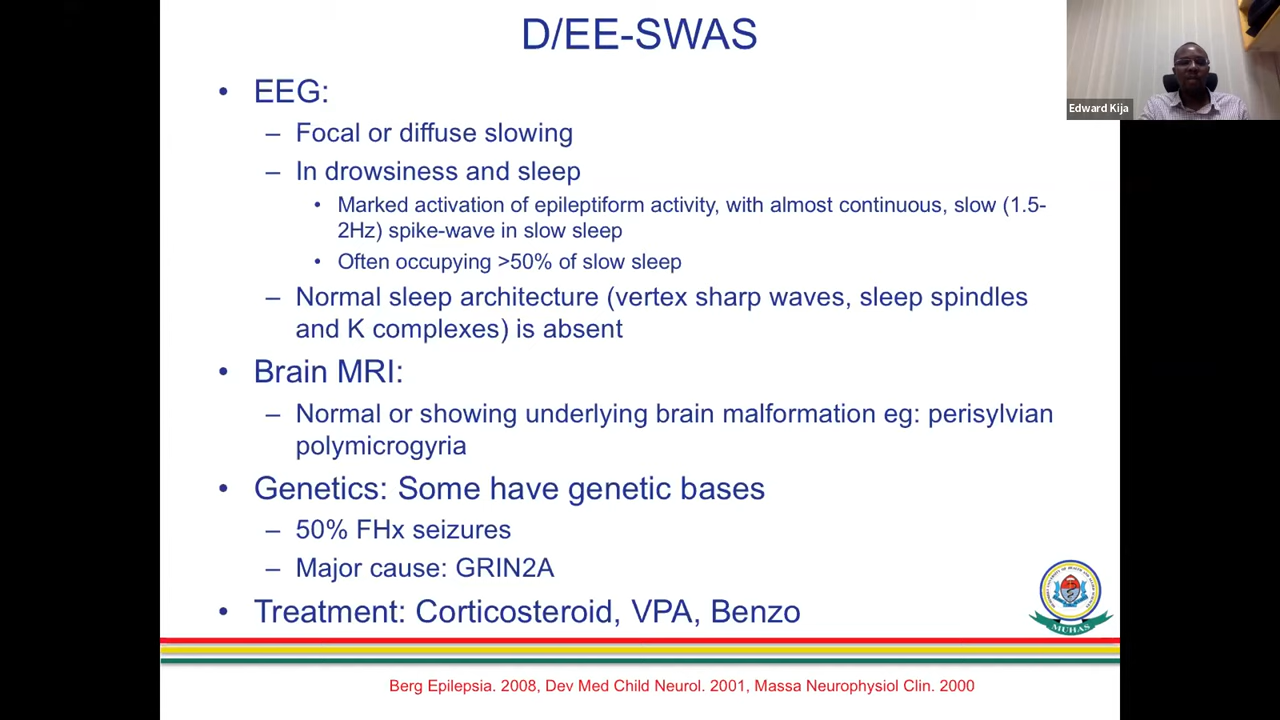 D/EE-SWAS
Edward Kija
• EEG:
– Focal or diffuse slowing
– In drowsiness and sleep
• Marked activation of epileptiform activity, with almost continuous, slow (1.5-
2Hz) spike-wave in slow sleep
• Often occupying >50% of slow sleep
– Normal sleep architecture (vertex sharp waves, sleep spindles
and K complexes) is absent
• Brain MRI:
– Normal or showing underlying brain malformation eg: perisylvian
polymicrogyria
• Genetics: Some have genetic bases
– 50% FHx seizures
– Major cause: GRIN2A
• Treatment: Corticosteroid, VPA, Benzo
MUHAS
Berg Epilepsia. 2008, Dev Med Child Neurol. 2001, Massa Neurophysiol Clin. 2000